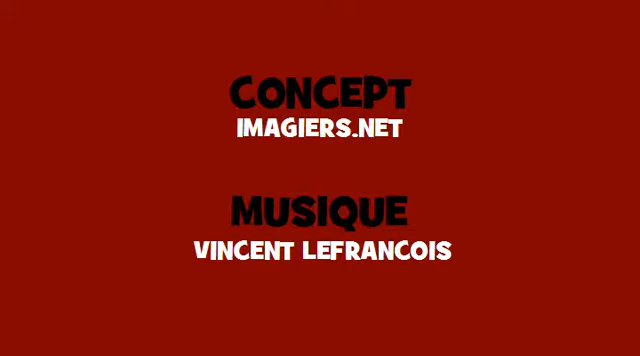 CONCEPT
IMAGIERS.NET
MUSIQUE
VINCENT LEFRANCOIS